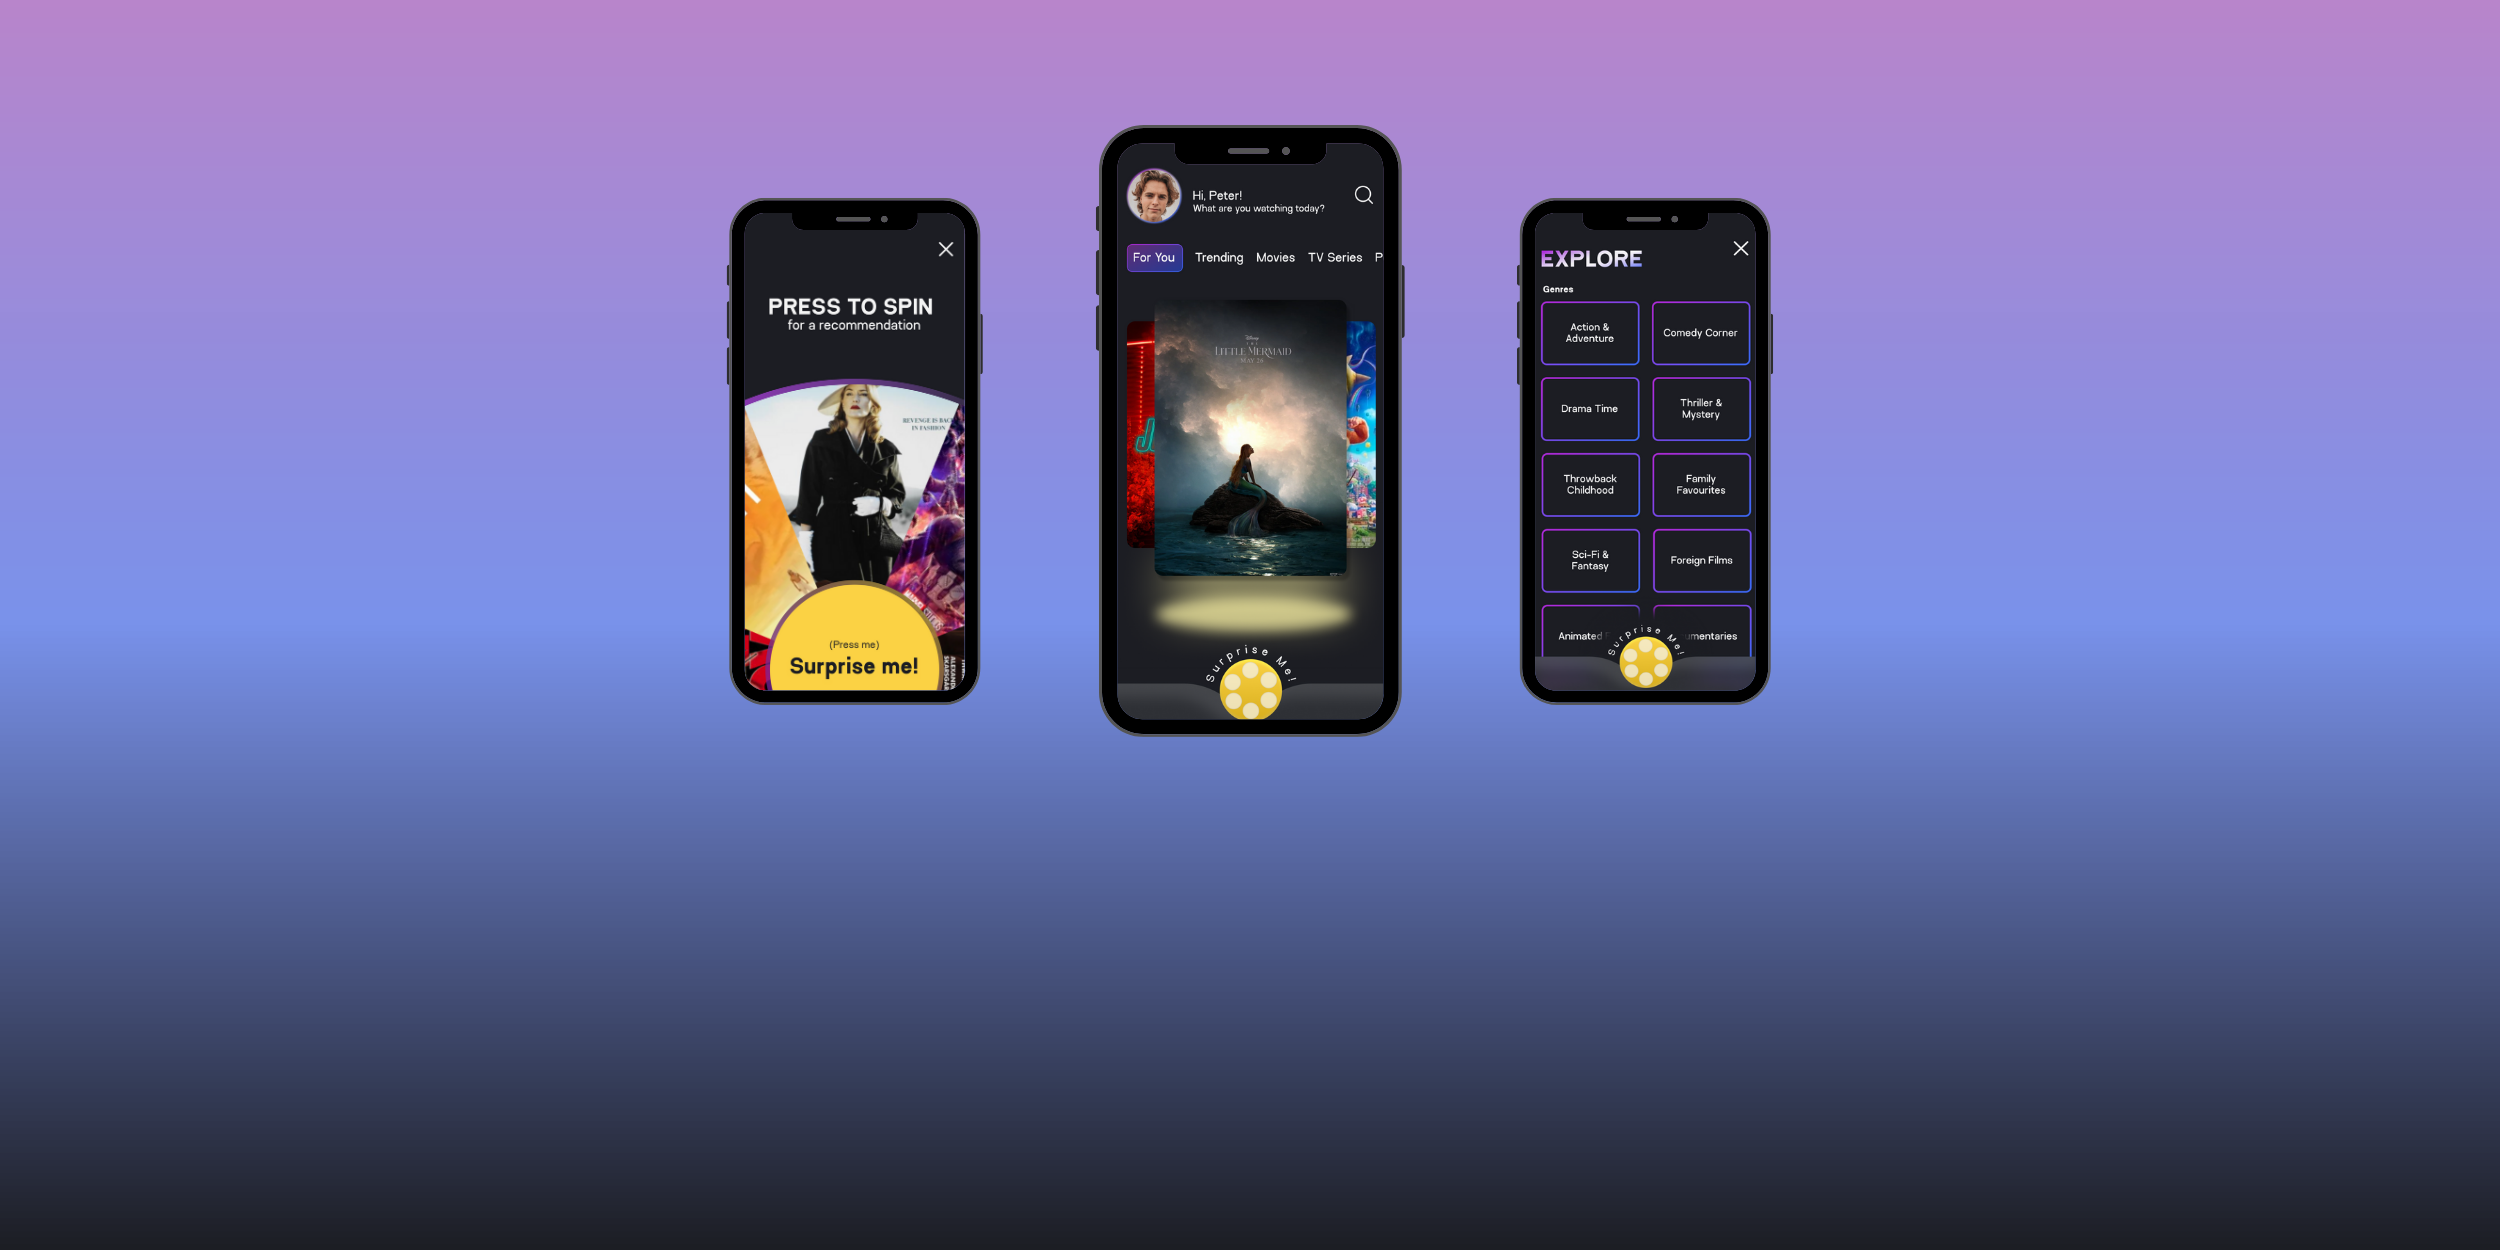 PRESS TO SPIN
for a recommendation
REVENGE IS BACK
IN FASHION
MARVEL STUDIOS
(Press me)
Surprise me!
Hi, Peter!
What are you watching today?
For You
Trending
Movies
TV Series
P
Disney
THE
LITTLE MERMAID
MAY 26
Surprise Me!
EXPLORE
Genres
Action &
Adventure
Comedy Corner
Drama Time
Thriller &
Mystery
Throwback
Childhood
Family
Favourites
Sci-Fi &
Fantasy
Foreign Films
Animated
umentaries
Surprise Me!